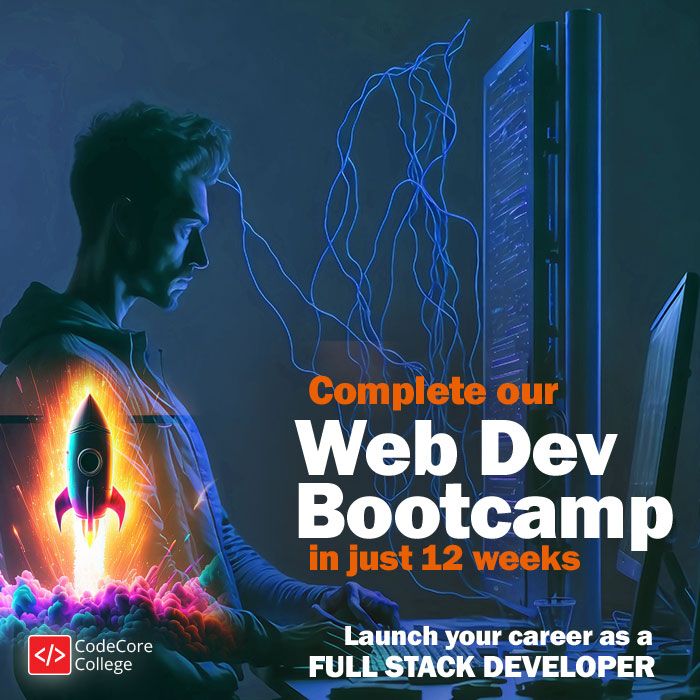 Complete our
Web Dev
Bootcamp
in just 12 weeks
Launch your career as a
FULL STACK DEVELOPER
</> CodeCore
College